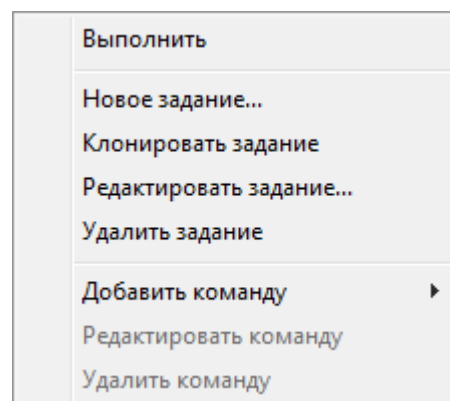 Выполнить
Новое задание...
Клонировать задание
Редактировать задание...
Удалить задание
Добавить команду
Редактировать команду
Удалить команду